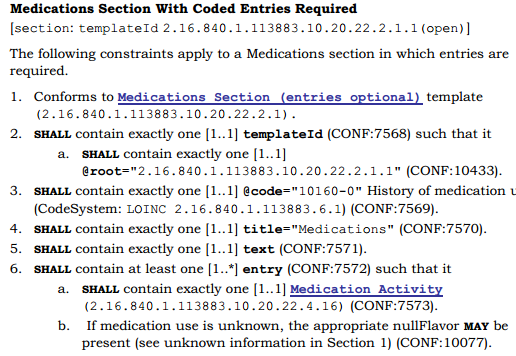 Medications Section With Coded Entries Required
[section: templateId 2.16.840.1.113883.10.20.22.2.1.1(open)]
The following constraints apply to a Medications section in which entries are
required.
1. Conforms to Medications Section (entries optional) template
(2.16.840.1.113883.10.20.22.2.1).
2. SHALL contain exactly one [1..1] templateId (CONF:7568) such that it
a. SHALL contain exactly one [1..1]
@root="2.16.840.1.113883.10.20.22.2.1.1" (CONF:10433).
3. SHALL contain exactly one [1..1] @code="10160-0" History of medication u
(CodeSystem: LOINC 2.16.840.1.113883.6.1) (CONF:7569).
4. SHALL contain exactly one [1..1] title="Medications" (CONF:7570).
5. SHALL contain exactly one [1..1] text (CONF:7571).
6. SHALL contain at least one [1..*] entry (CONF:7572) such that it
a. SHALL contain exactly one [1..1] Medication Activity
(2.16.840.1.113883.10.20.22.4.16) (CONF:7573).
b. If medication use is unknown, the appropriate nullFlavor MAY be
present (see unknown information in Section 1) (CONF:10077).